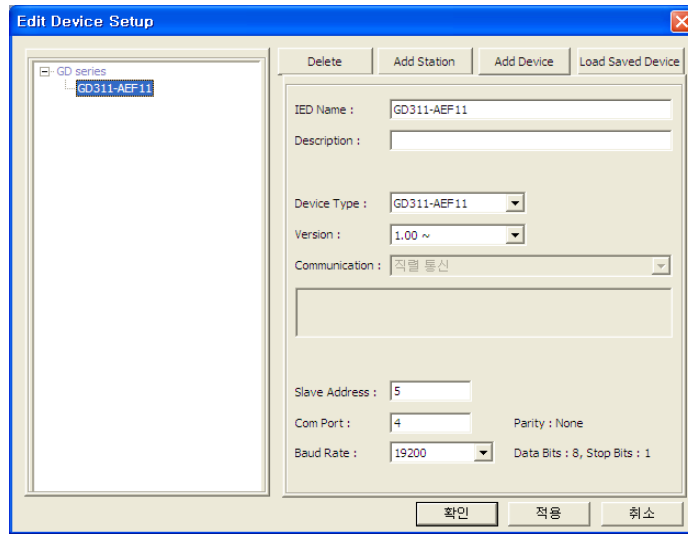 Edit Device Setup
GD series
GD311-AEF11
Delete
Add Station
Add Device
Load Saved Device
IED Name : GD311-AEF11
Description :
Device Type : GD311-AEF11
Version : 1.00 ~
Communication : 직렬 통신
Slave Address : 5
Com Port : 4 Parity : None
Baud Rate : 19200 Data Bits : 8, Stop Bits : 1
확인
적용
취소